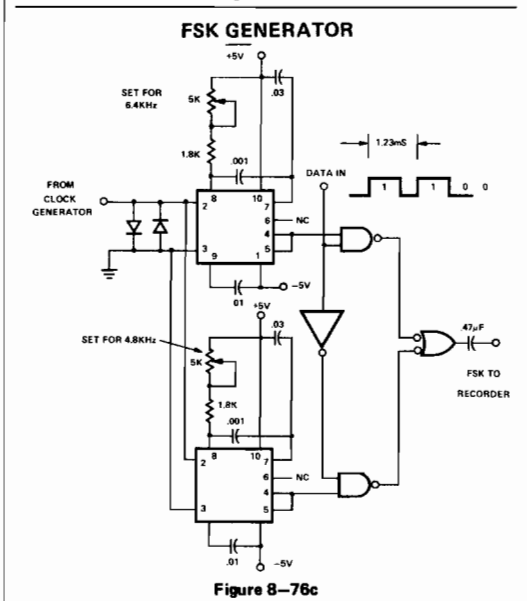 FSK GENERATOR
+5V
SET FOR
6.4KHz
5K
.03
1.8K
.001
1.23mS
DATA IN
1 1 0 0
FROM
CLOCK
GENERATOR
8 10 7
2
6 NC
4
3 5
9 1
.01
-5V
+5V
SET FOR 4.8KHz
5K
.03
1.8K
.001
.47µF
FSK TO
RECORDER
8 10 7
2
6 NC
4
3 5
.01
-5V
Figure 8-76c